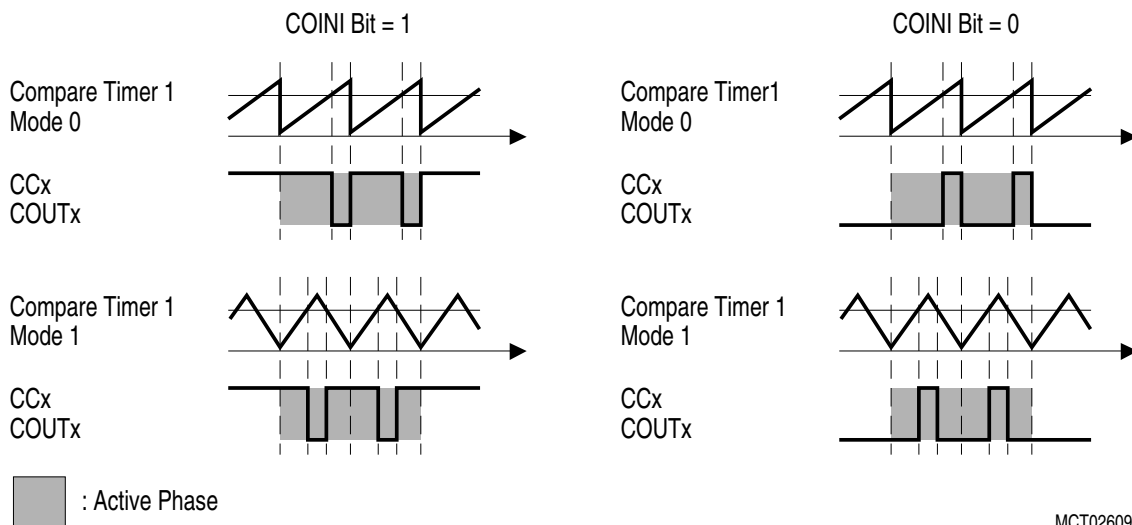 COINI Bit = 1
COINI Bit = 0
Compare Timer 1
Mode 0
Compare Timer1
Mode 0
CCx
COUTx
CCx
COUTx
Compare Timer 1
Mode 1
Compare Timer 1
Mode 1
CCx
COUTx
CCx
COUTx
: Active Phase
MCT02609